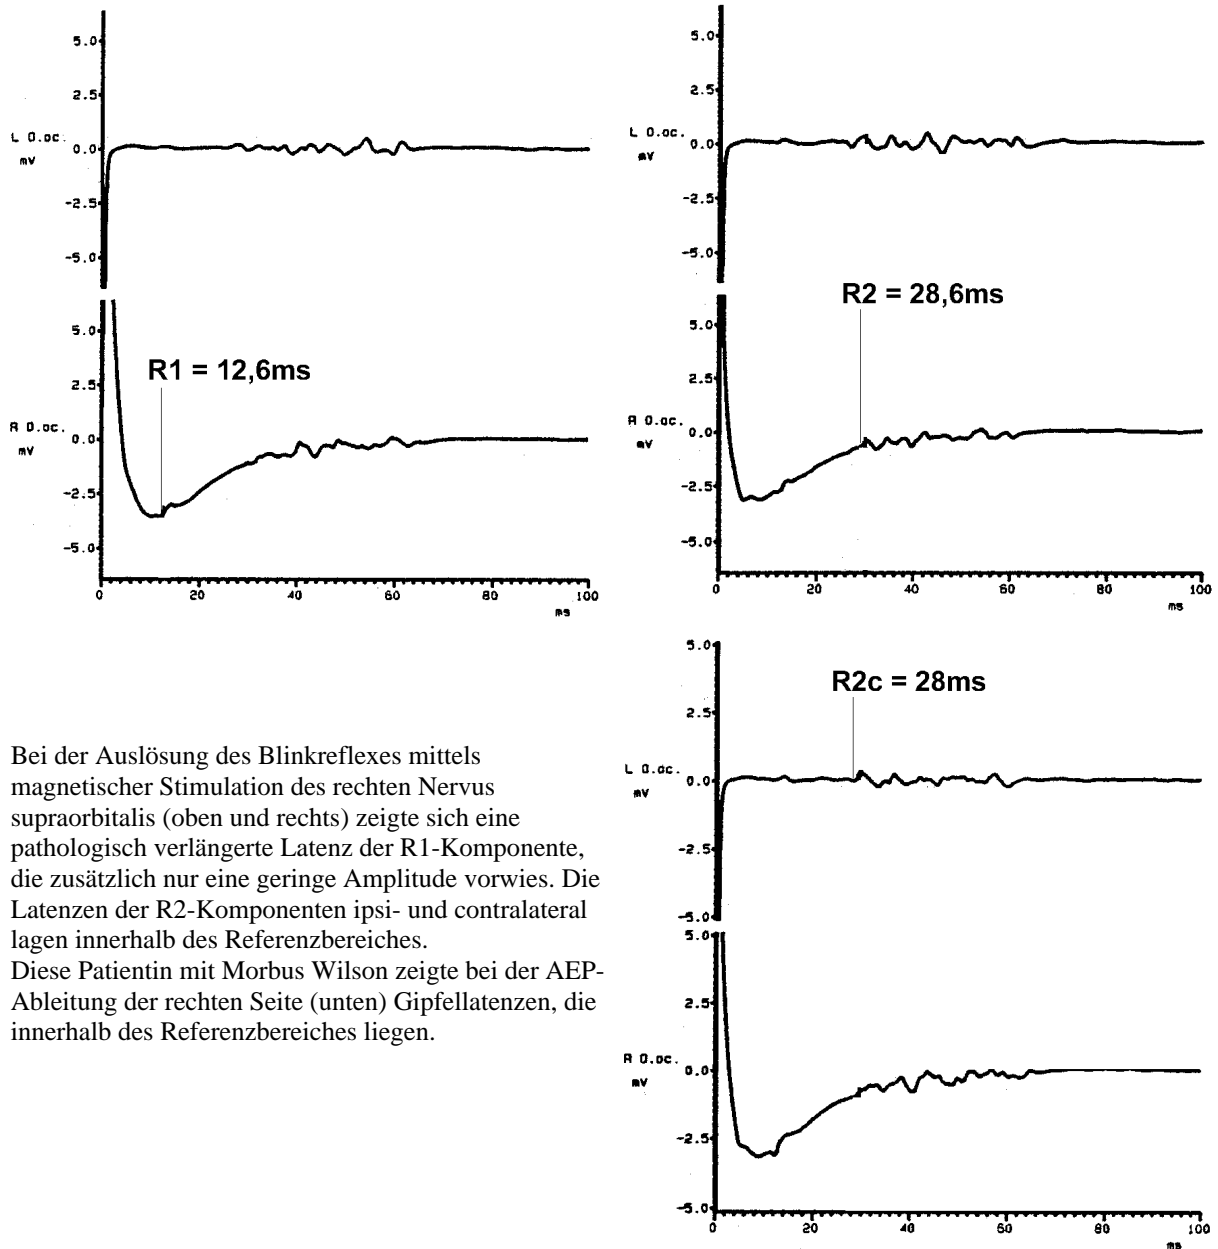 5.0
2.5
L O.oc.
0.0
mV
-2.5
-5.0
R1 = 12,6ms
5.0
2.5
R O.oc.
0.0
mV
-2.5
-5.0
0 20 40 60 80 100
ms
5.0
2.5
L O.oc.
0.0
mV
-2.5
-5.0
R2 = 28,6ms
5.0
2.5
R O.oc.
0.0
mV
-2.5
-5.0
0 20 40 60 80 100
ms
Bei der Auslösung des Blinkreflexes mittels
magnetischer Stimulation des rechten Nervus
supraorbitalis (oben und rechts) zeigte sich eine
pathologisch verlängerte Latenz der R1-Komponente,
die zusätzlich nur eine geringe Amplitude vorwies. Die
Latenzen der R2-Komponenten ipsi- und contralateral
lagen innerhalb des Referenzbereiches.
Diese Patientin mit Morbus Wilson zeigte bei der AEP-
Ableitung der rechten Seite (unten) Gipfellatenzen, die
innerhalb des Referenzbereiches liegen.
5.0
R2c = 28ms
2.5
L O.oc.
0.0
mV
-2.5
-5.0
5.0
2.5
R O.oc.
0.0
mV
-2.5
-5.0
0 20 40 60 80 100
ms